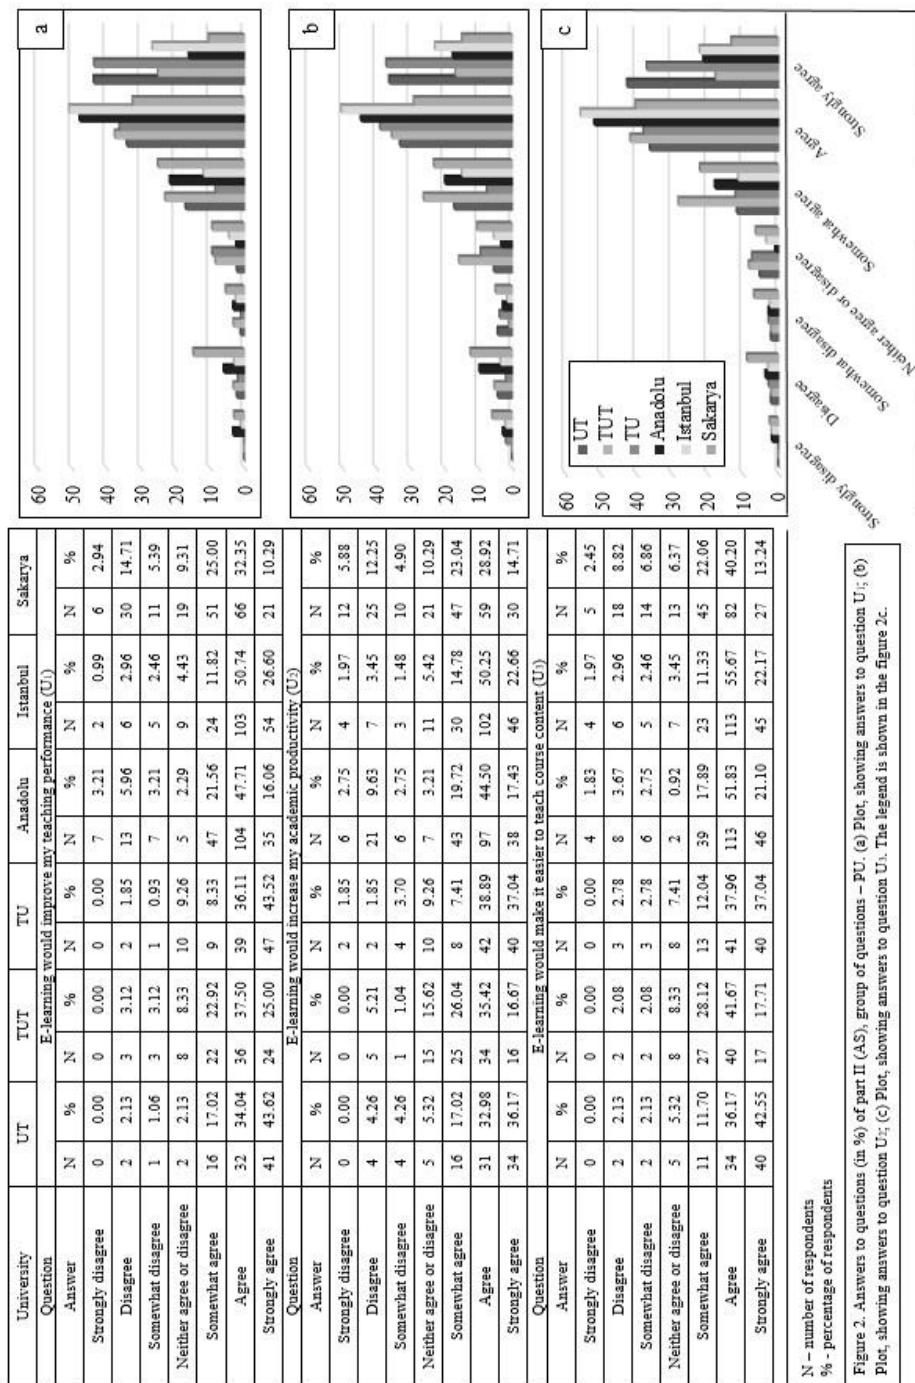 University UT TUT TU Anadolu Istanbul Sakarya
Question E-learning would improve my teaching performance (U1)
Answer N % N % N % N % N % N %
Strongly disagree 0 0.00 0 0.00 0 0.00 7 3.21 2 0.99 6 2.94
Disagree 2 2.13 3 3.12 2 1.85 13 5.96 6 2.96 30 14.71
Somewhat disagree 1 1.06 3 3.12 1 0.93 7 3.21 5 2.46 11 5.39
Neither agree or disagree 2 2.13 8 8.33 10 9.26 5 2.29 9 4.43 19 9.31
Somewhat agree 16 17.02 22 22.92 9 8.33 47 21.56 24 11.82 51 25.00
Agree 32 34.04 36 37.50 39 36.11 104 47.71 103 50.74 66 32.35
Strongly agree 41 43.62 24 25.00 47 43.52 35 16.06 54 26.60 21 10.29
Question E-learning would increase my academic productivity (U2)
Answer N % N % N % N % N % N %
Strongly disagree 0 0.00 0 0.00 2 1.85 6 2.75 4 1.97 12 5.88
Disagree 4 4.26 5 5.21 2 1.85 21 9.63 7 3.45 25 12.25
Somewhat disagree 4 4.26 1 1.04 4 3.70 6 2.75 3 1.48 10 4.90
Neither agree or disagree 5 5.32 15 15.62 10 9.26 7 3.21 11 5.42 21 10.29
Somewhat agree 16 17.02 25 26.04 8 7.41 43 19.72 30 14.78 47 23.04
Agree 31 32.98 34 35.42 42 38.89 97 44.50 102 50.25 59 28.92
Strongly agree 34 36.17 16 16.67 40 37.04 38 17.43 46 22.66 30 14.71
Question E-learning would make it easier to teach course content (U3)
Answer N % N % N % N % N % N %
Strongly disagree 0 0.00 0 0.00 0 0.00 4 1.83 4 1.97 5 2.45
Disagree 2 2.13 2 2.08 3 2.78 8 3.67 6 2.96 18 8.82
Somewhat disagree 2 2.13 2 2.08 3 2.78 6 2.75 5 2.46 14 6.86
Neither agree or disagree 5 5.32 8 8.33 8 7.41 2 0.92 7 3.45 13 6.37
Somewhat agree 11 11.70 27 28.12 13 12.04 39 17.89 23 11.33 45 22.06
Agree 34 36.17 40 41.67 41 37.96 113 51.83 113 55.67 82 40.20
Strongly agree 40 42.55 17 17.71 40 37.04 46 21.10 45 22.17 27 13.24
a
60
50
40
30
20
10
0
b
60
50
40
30
20
10
0
c
60
50
40
30
20
10
0
UT
TUT
TU
Anadolu
Istanbul
Sakarya
Strongly disagree
Disagree
Somewhat disagree
Neither agree or disagree
Somewhat agree
Agree
Strongly agree
N – number of respondents
% - percentage of respondents
Figure 2. Answers to questions (in %) of part II (AS), group of questions – PU. (a) Plot, showing answers to question U1; (b)
Plot, showing answers to question U2; (c) Plot, showing answers to question U3. The legend is shown in the figure 2c.